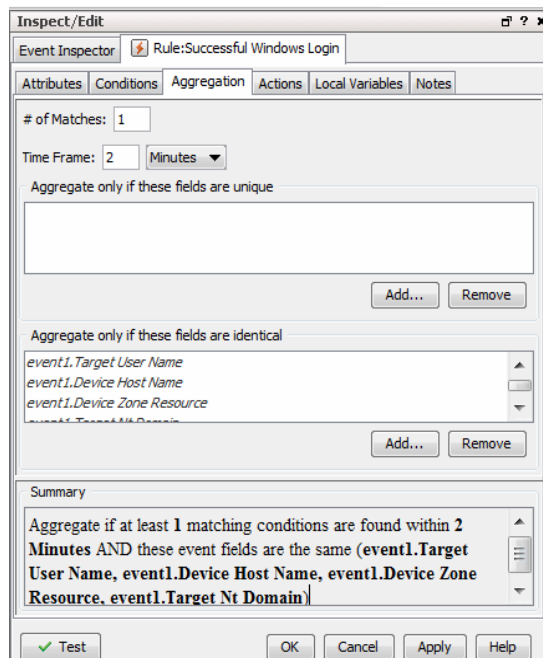 Inspect/Edit
Event Inspector Rule:Successful Windows Login
Attributes Conditions Aggregation Actions Local Variables Notes
# of Matches: 1
Time Frame: 2 Minutes
Aggregate only if these fields are unique
Add... Remove
Aggregate only if these fields are identical
event1.Target User Name
event1.Device Host Name
event1.Device Zone Resource
event1.Target Nt Domain
Add... Remove
Summary
Aggregate if at least 1 matching conditions are found within 2
Minutes AND these event fields are the same (event1.Target
User Name, event1.Device Host Name, event1.Device Zone
Resource, event1.Target Nt Domain)
Test OK Cancel Apply Help